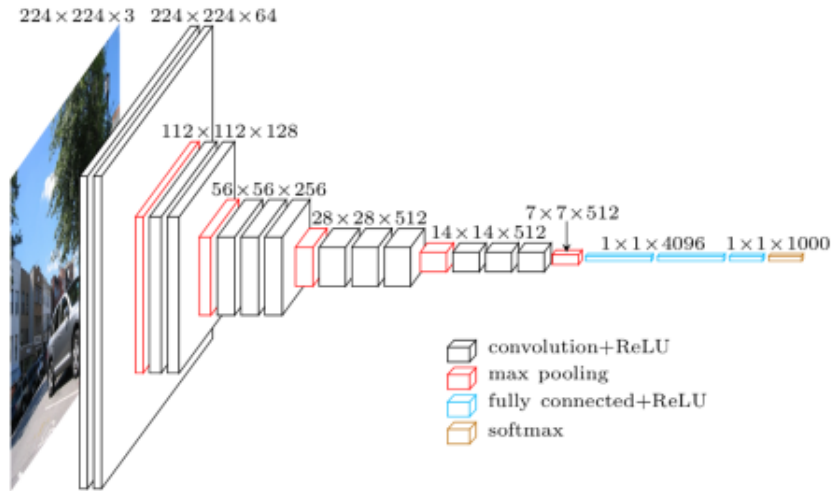 224×224×3
224×224×64
112×112×128
56×56×256
28×28×512
14×14×512
7×7×512
1×1×4096
1×1×1000
convolution+ReLU
max pooling
fully connected+ReLU
softmax